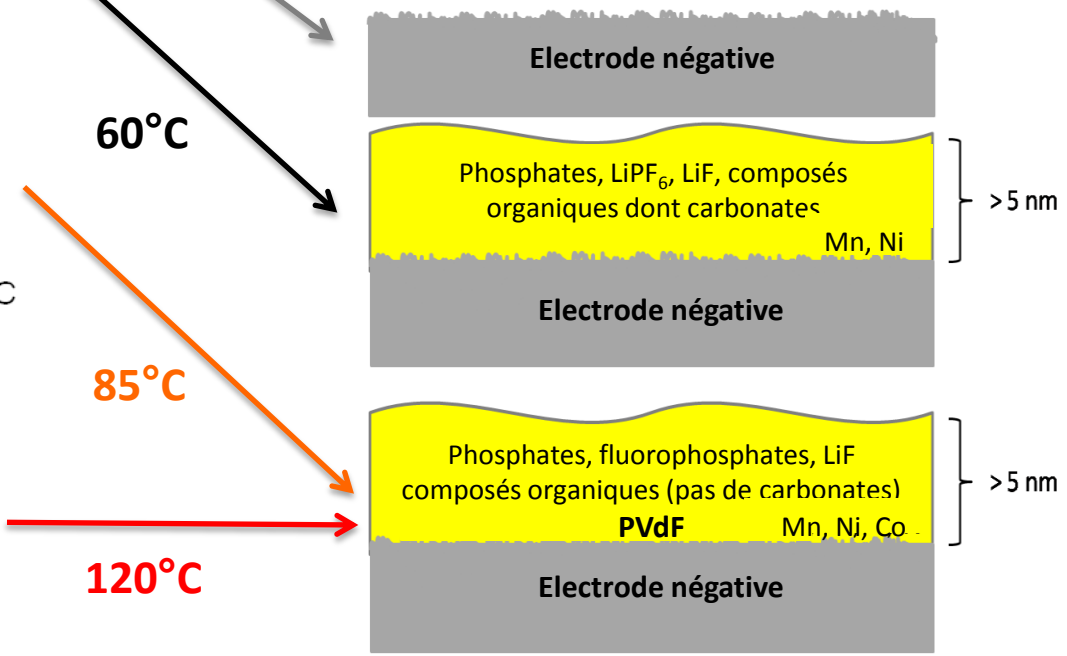 Electrode négative
60°C
Phosphates, LiPF₆, LiF, composés
organiques dont carbonates
Mn, Ni
> 5 nm
Electrode négative
C
85°C
Phosphates, fluorophosphates, LiF
composés organiques (pas de carbonates)
PVdF Mn, Ni, Co
> 5 nm
120°C
Electrode négative